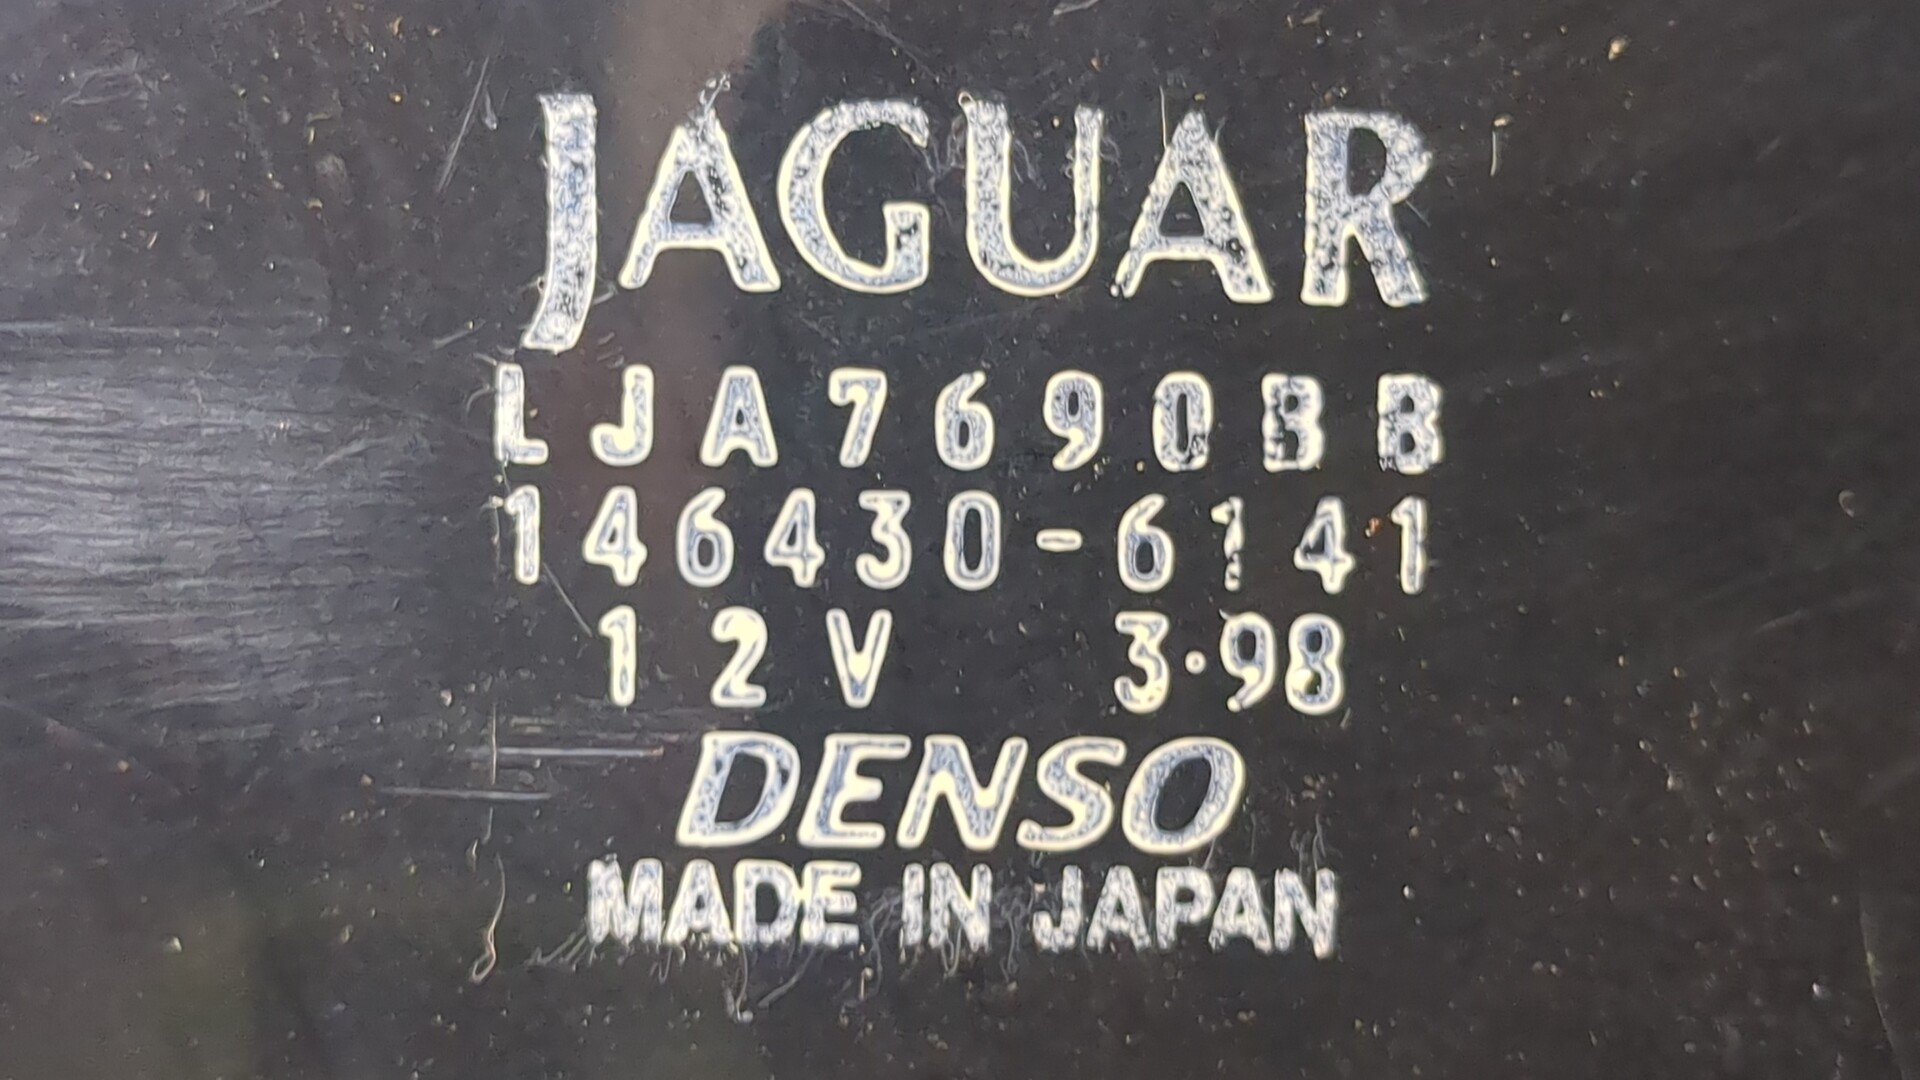 JAGUAR
LJA7690BB
146430-6141
12V 3·98
DENSO
MADE IN JAPAN